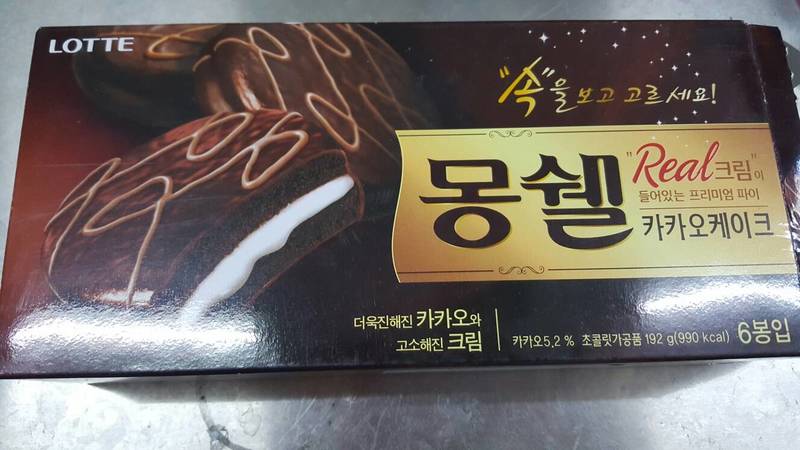 LOTTE
"속"을 보고 고르세요!
몽쉘
"Real크림"이
들어있는 프리미엄 파이
카카오케이크
더욱진해진 카카오와
고소해진 크림
카카오5.2 % 초콜릿가공품 192 g(990 kcal) 6봉입